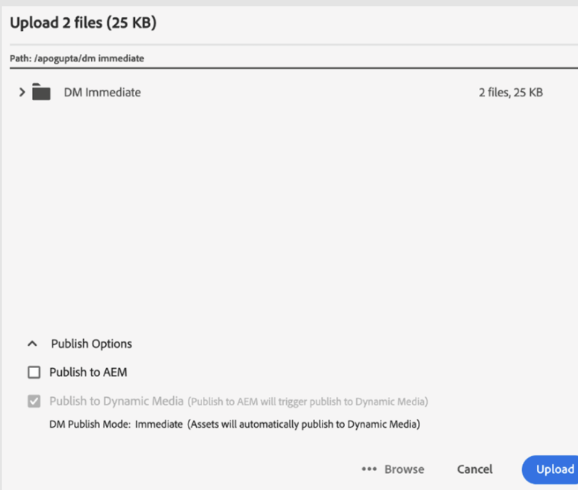 Upload 2 files (25 KB)
Path: /apogupta/dm immediate
DM Immediate 2 files, 25 KB
Publish Options
Publish to AEM
Publish to Dynamic Media (Publish to AEM will trigger publish to Dynamic Media)
DM Publish Mode: Immediate (Assets will automatically publish to Dynamic Media)
Browse Cancel Upload